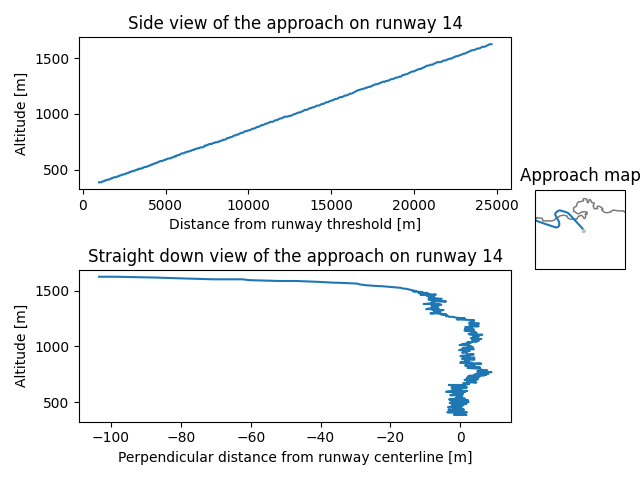 Side view of the approach on runway 14
1500
1000
500
Altitude [m]
0 5000 10000 15000 20000 25000
Distance from runway threshold [m]
Approach map
Straight down view of the approach on runway 14
1500
1000
500
Altitude [m]
−100 −80 −60 −40 −20 0
Perpendicular distance from runway centerline [m]